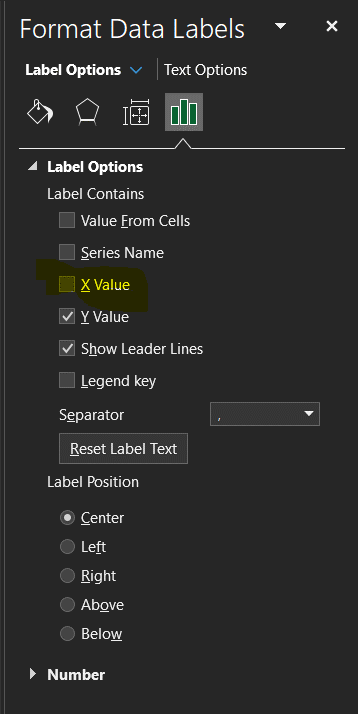 Format Data Labels
Label Options Text Options
Label Options
Label Contains
Value From Cells
Series Name
X Value
Y Value
Show Leader Lines
Legend key
Separator ,
Reset Label Text
Label Position
Center
Left
Right
Above
Below
Number